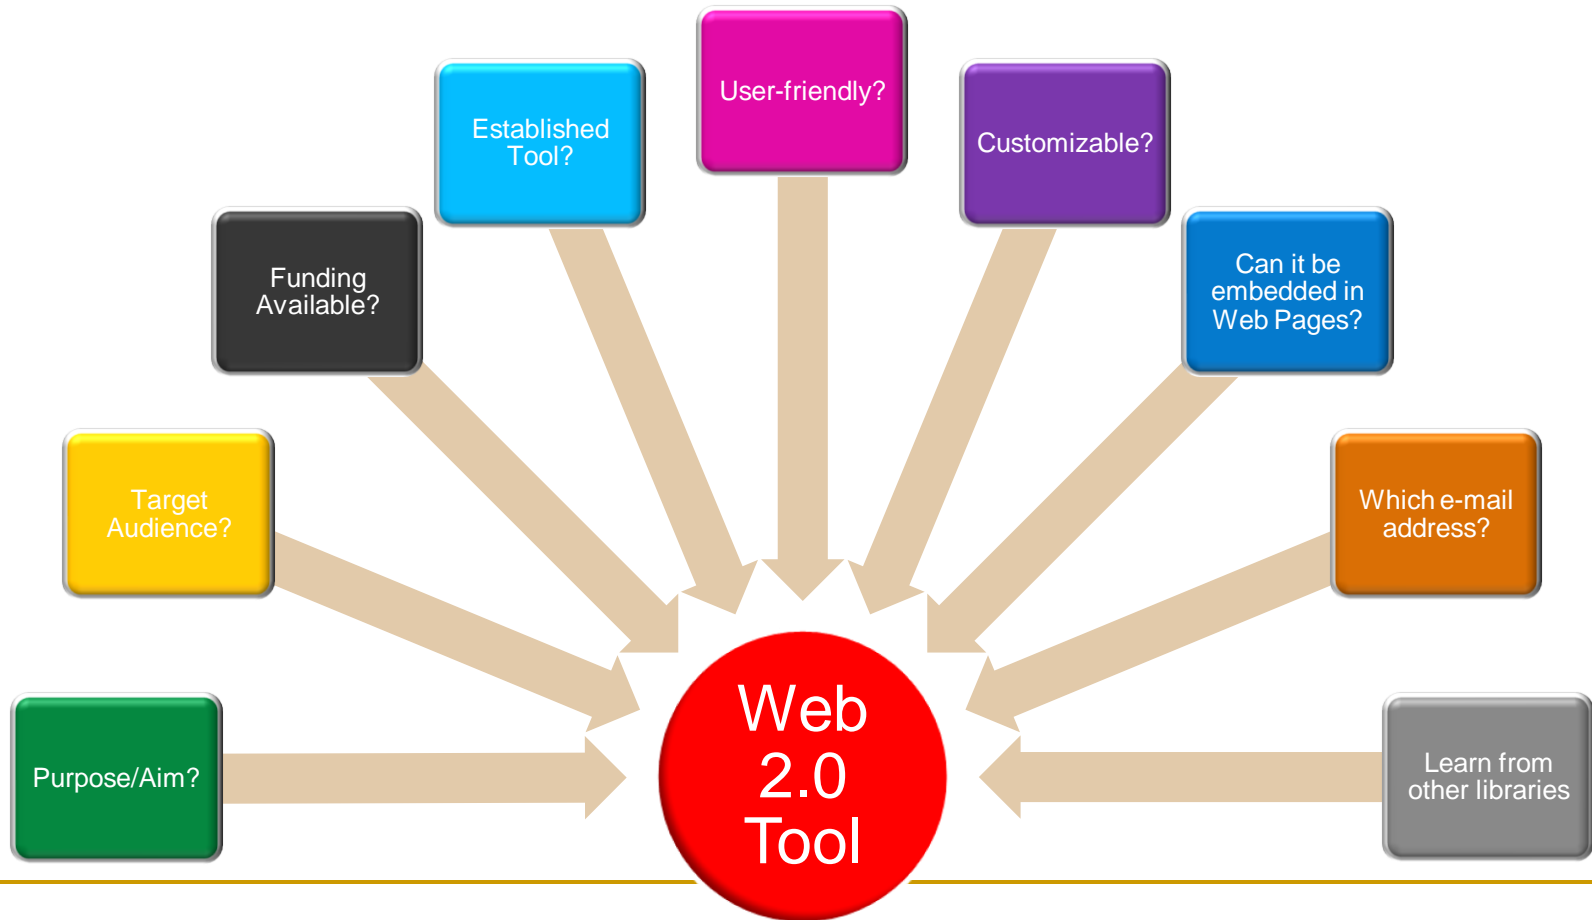 User-friendly?
Established
Tool?
Customizable?
Funding
Available?
Can it be
embedded in
Web Pages?
Target
Audience?
Which e-mail
address?
Purpose/Aim?
Web
2.0
Tool
Learn from
other libraries